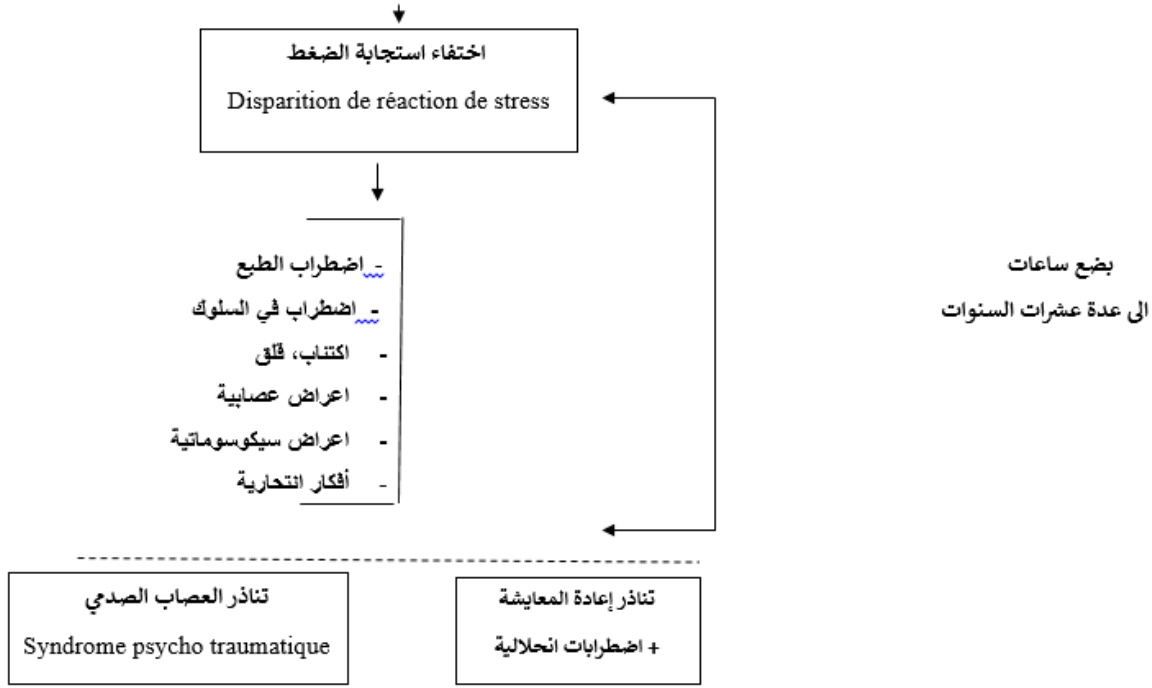 اختفاء استجابة الضغط
Disparition de réaction de stress
- اضطراب الطبع
- اضطراب في السلوك
- اكتئاب، قلق
- اعراض عصابية
- اعراض سيكوسوماتية
- أفكار انتحارية
بضع ساعات
الى عدة عشرات السنوات
تناذر إعادة المعايشة
+ اضطرابات انحلالية
تناذر العصاب الصدمي
Syndrome psycho traumatique